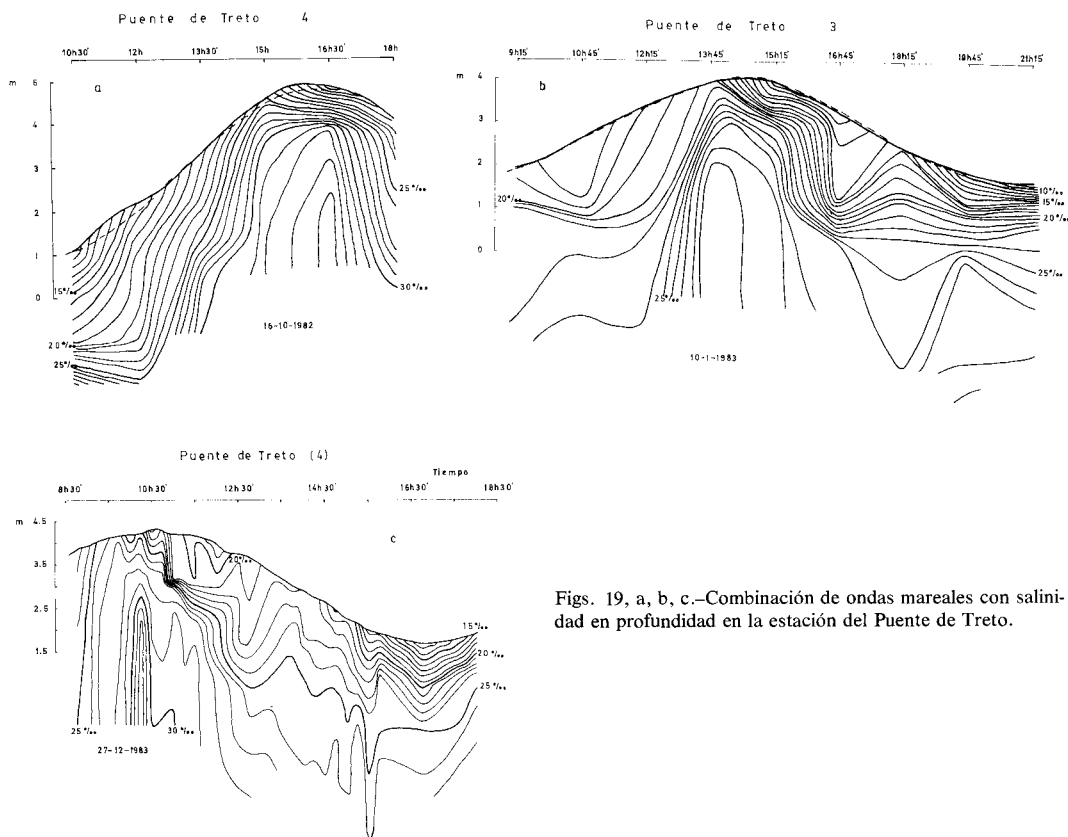 Puente de Treto 4
10h30' 12h 13h30' 15h 16h30' 18h
m
a
5
4
3
2
1
0
15‰
20‰
25‰
25‰
30‰
16-10-1982
Puente de Treto 3
9h15' 10h45' 12h15' 13h45' 15h15' 16h45' 18h15' 19h45' 21h15'
m
b
4
3
2
1
0
20‰
25‰
10‰
15‰
20‰
25‰
10-1-1983
Puente de Treto (4)
Tiempo
8h30' 10h30' 12h30' 14h30' 16h30' 18h30'
m
c
4.5
3.5
2.5
1.5
20‰
15‰
20‰
25‰
25‰
30‰
27-12-1983
Figs. 19, a, b, c.–Combinación de ondas mareales con salini-
dad en profundidad en la estación del Puente de Treto.